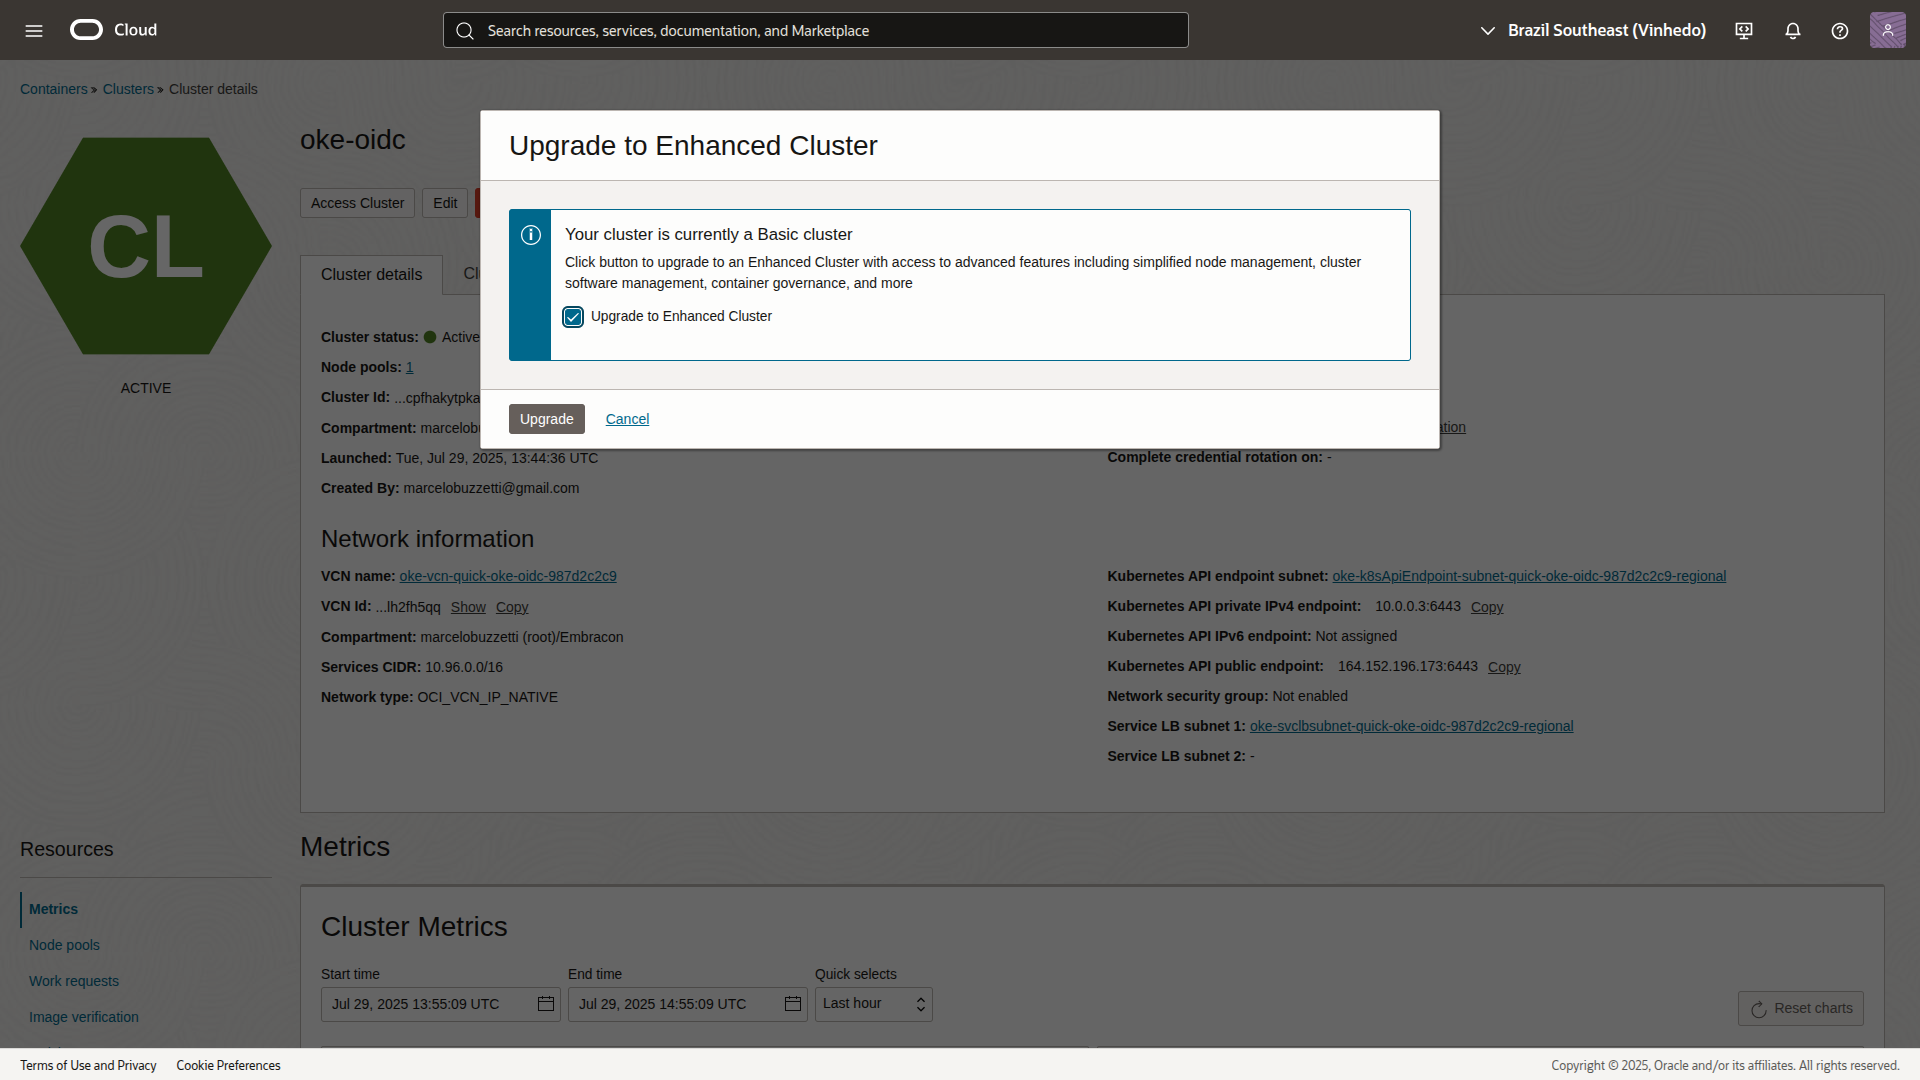 Cloud
Search resources, services, documentation, and Marketplace
Brazil Southeast (Vinhedo)
Containers » Clusters » Cluster details
CL
ACTIVE
oke-oidc
Access Cluster
Edit
Cluster details
Cluster status: Active
Node pools: 1
Cluster Id: ...cpfhakytpka
Compartment:
Launched: Tue, Jul 29, 2025, 13:44:36 UTC
Created By: marcelobuzzetti@gmail.com
Complete credential rotation on: -
Upgrade to Enhanced Cluster
Your cluster is currently a Basic cluster
Click button to upgrade to an Enhanced Cluster with access to advanced features including simplified node management, cluster
software management, container governance, and more
Upgrade to Enhanced Cluster
Upgrade
Cancel
Network information
VCN name: oke-vcn-quick-oke-oidc-987d2c2c9
VCN Id: ...lh2fh5qq Show Copy
Compartment: marcelobuzzetti (root)/Embracon
Services CIDR: 10.96.0.0/16
Network type: OCI_VCN_IP_NATIVE
Kubernetes API endpoint subnet: oke-k8sApiEndpoint-subnet-quick-oke-oidc-987d2c2c9-regional
Kubernetes API private IPv4 endpoint: 10.0.0.3:6443 Copy
Kubernetes API IPv6 endpoint: Not assigned
Kubernetes API public endpoint: 164.152.196.173:6443 Copy
Network security group: Not enabled
Service LB subnet 1: oke-svclbsubnet-quick-oke-oidc-987d2c2c9-regional
Service LB subnet 2: -
Resources
Metrics
Node pools
Work requests
Image verification
Metrics
Cluster Metrics
Start time
Jul 29, 2025 13:55:09 UTC
End time
Jul 29, 2025 14:55:09 UTC
Quick selects
Last hour
Reset charts
Terms of Use and Privacy
Cookie Preferences
Copyright © 2025, Oracle and/or its affiliates. All rights reserved.